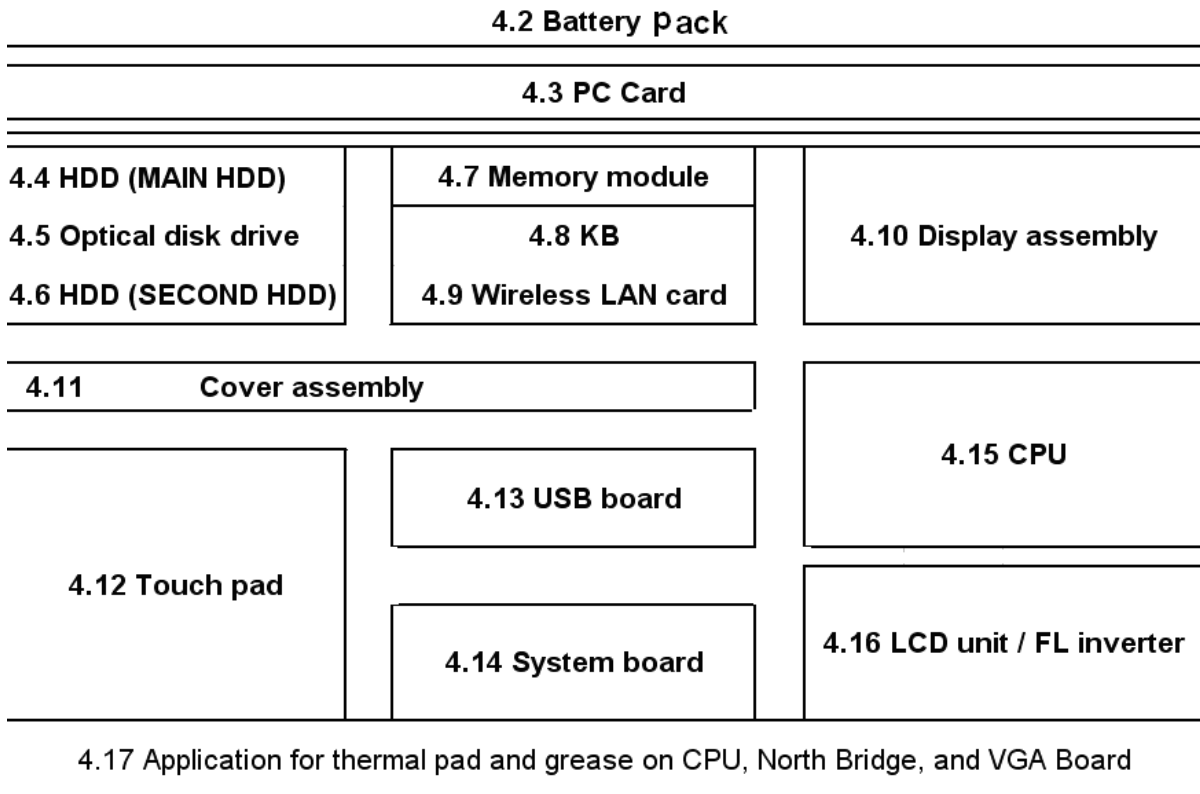 4.2 Battery pack
4.3 PC Card
4.4 HDD (MAIN HDD)
4.5 Optical disk drive
4.6 HDD (SECOND HDD)
4.7 Memory module
4.8 KB
4.9 Wireless LAN card
4.10 Display assembly
4.11 Cover assembly
4.12 Touch pad
4.13 USB board
4.14 System board
4.15 CPU
4.16 LCD unit / FL inverter
4.17 Application for thermal pad and grease on CPU, North Bridge, and VGA Board